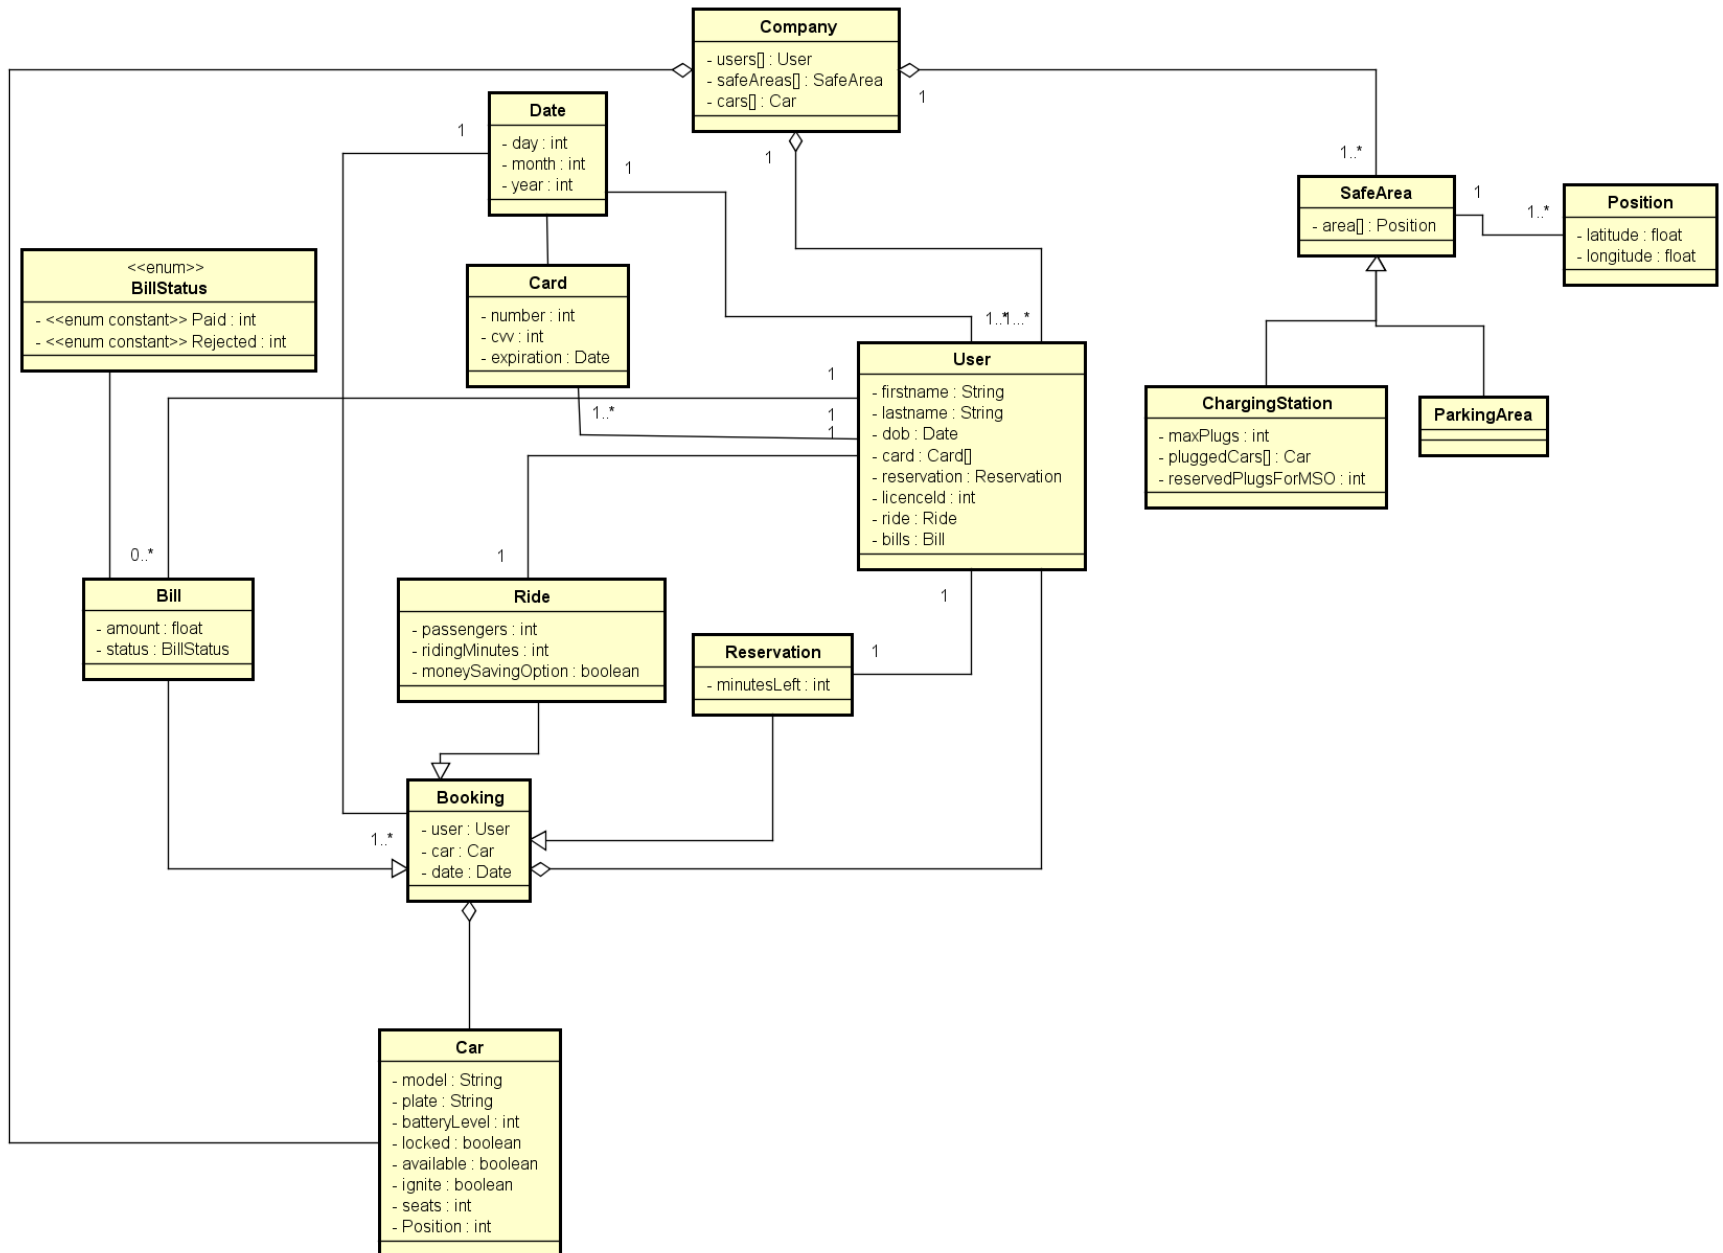 Company
- users[] : User
- safeAreas[] : SafeArea
- cars[] : Car
1
1
1..*
Date
- day : int
- month : int
- year : int
1
1
SafeArea
- area[] : Position
1
1..*
Position
- latitude : float
- longitude : float
<<enum>>
BillStatus
- <<enum constant>> Paid : int
- <<enum constant>> Rejected : int
Card
- number : int
- cvv : int
- expiration : Date
1..*
1..*
1...*
User
- firstname : String
- lastname : String
- dob : Date
- card : Card[]
- reservation : Reservation
- licenceId : int
- ride : Ride
- bills : Bill
1
1
1
ChargingStation
- maxPlugs : int
- pluggedCars[] : Car
- reservedPlugsForMSO : int
ParkingArea
0..*
1
1
1
Bill
- amount : float
- status : BillStatus
Ride
- passengers : int
- ridingMinutes : int
- moneySavingOption : boolean
Reservation
- minutesLeft : int
Booking
- user : User
- car : Car
- date : Date
1..*
Car
- model : String
- plate : String
- batteryLevel : int
- locked : boolean
- available : boolean
- ignite : boolean
- seats : int
- Position : int